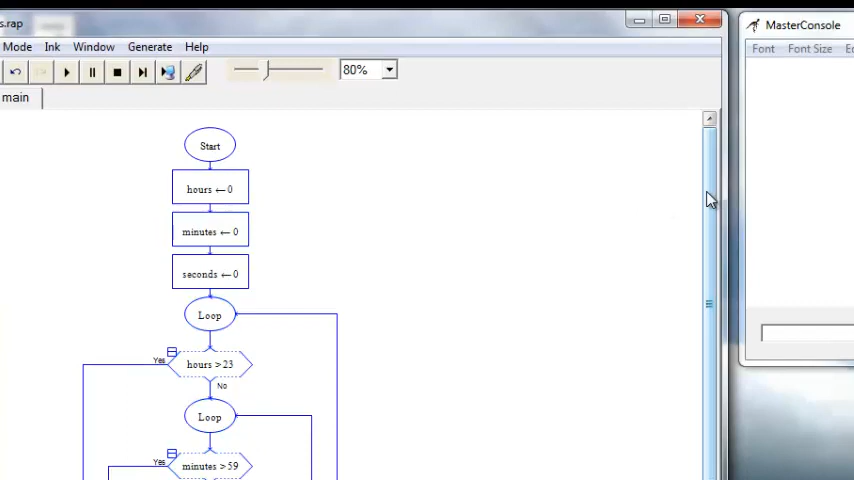 s.rap
MasterConsole
Mode Ink Window Generate Help
Font Font Size
80%
main
Start
hours ← 0
minutes ← 0
seconds ← 0
Loop
Yes
hours > 23
No
Loop
Yes
minutes > 59